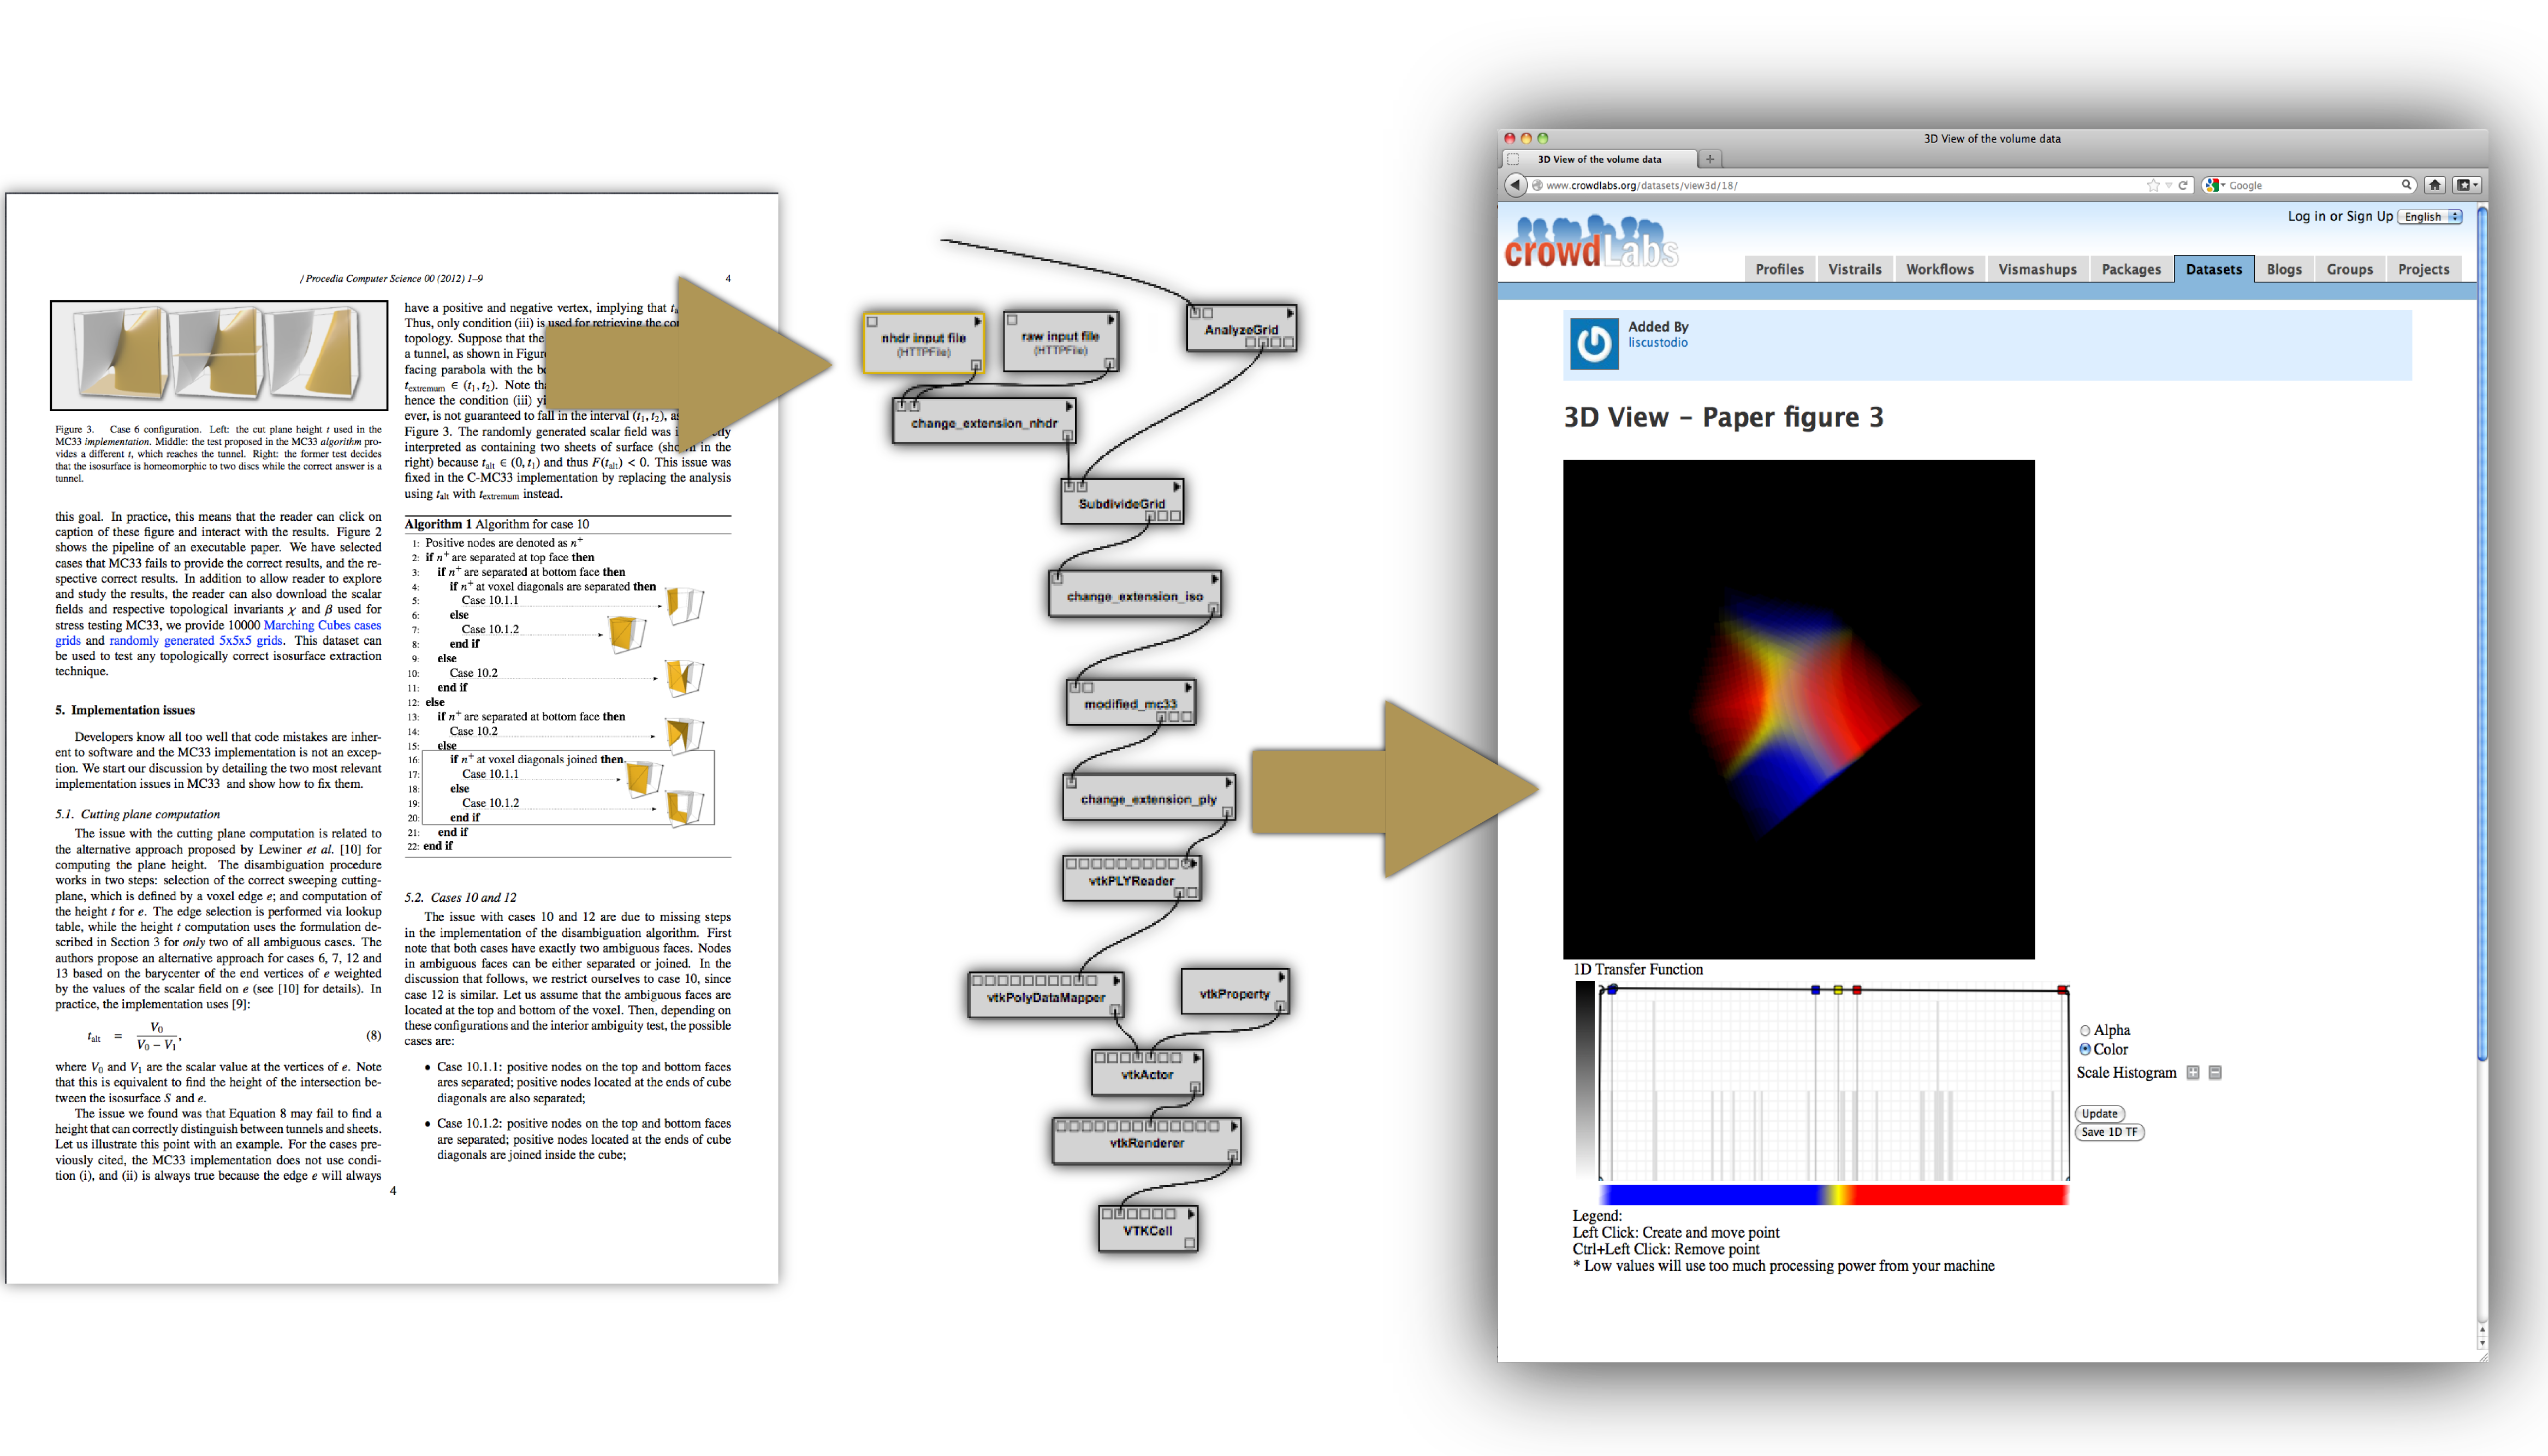 / Procedia Computer Science 00 (2012) 1–9
4
Figure 3. Case 6 configuration. Left: the cut plane height t used in the
MC33 implementation. Middle: the test proposed in the MC33 algorithm pro-
vides a different t, which reaches the tunnel. Right: the former test decides
that the isosurface is homeomorphic to two discs while the correct answer is a
tunnel.
this goal. In practice, this means that the reader can click on
caption of these figure and interact with the results. Figure 2
shows the pipeline of an executable paper. We have selected
cases that MC33 fails to provide the correct results, and the re-
spective correct results. In addition to allow reader to explore
and study the results, the reader can also download the scalar
fields and respective topological invariants χ and β used for
stress testing MC33, we provide 10000 Marching Cubes cases
grids and randomly generated 5x5x5 grids. This dataset can
be used to test any topologically correct isosurface extraction
technique.
5. Implementation issues
Developers know all too well that code mistakes are inher-
ent to software and the MC33 implementation is not an excep-
tion. We start our discussion by detailing the two most relevant
implementation issues in MC33 and show how to fix them.
5.1. Cutting plane computation
The issue with the cutting plane computation is related to
the alternative approach proposed by Lewiner et al. [10] for
computing the plane height. The disambiguation procedure
works in two steps: selection of the correct sweeping cutting-
plane, which is defined by a voxel edge e; and computation of
the height t for e. The edge selection is performed via lookup
table, while the height t computation uses the formulation de-
scribed in Section 3 for only two of all ambiguous cases. The
authors propose an alternative approach for cases 6, 7, 12 and
13 based on the barycenter of the end vertices of e weighted
by the values of the scalar field on e (see [10] for details). In
practice, the implementation uses [9]:
t_alt = V_0 / (V_0 − V_1), (8)
where V_0 and V_1 are the scalar value at the vertices of e. Note
that this is equivalent to find the height of the intersection be-
tween the isosurface S and e.
The issue we found was that Equation 8 may fail to find a
height that can correctly distinguish between tunnels and sheets.
Let us illustrate this point with an example. For the cases pre-
viously cited, the MC33 implementation does not use condi-
tion (i), and (ii) is always true because the edge e will always
have a positive and negative vertex, implying that
Thus, only condition (iii) is used for retrieving the
topology. Suppose that the
a tunnel, as shown in
facing parabola with the
t_extremum ∈ (t_1, t_2). Note
hence the condition (iii)
ever, is not guaranteed to fall in the interval (t_1, t_2),
Figure 3. The randomly generated scalar field was
interpreted as containing two sheets of surface in the
right) because t_alt ∈ (0, t_1) and thus F(t_alt) < 0. This issue was
fixed in the C-MC33 implementation by replacing the analysis
using t_alt with t_extremum instead.
Algorithm 1 Algorithm for case 10
1: Positive nodes are denoted as n⁺
2: if n⁺ are separated at top face then
3: if n⁺ are separated at bottom face then
4: if n⁺ at voxel diagonals are separated then
5: Case 10.1.1
6: else
7: Case 10.1.2
8: end if
9: else
10: Case 10.2
11: end if
12: else
13: if n⁺ are separated at bottom face then
14: Case 10.2
15: else
16: if n⁺ at voxel diagonals joined then
17: Case 10.1.1
18: else
19: Case 10.1.2
20: end if
21: end if
22: end if
5.2. Cases 10 and 12
The issue with cases 10 and 12 are due to missing steps
in the implementation of the disambiguation algorithm. First
note that both cases have exactly two ambiguous faces. Nodes
in ambiguous faces can be either separated or joined. In the
discussion that follows, we restrict ourselves to case 10, since
case 12 is similar. Let us assume that the ambiguous faces are
located at the top and bottom of the voxel. Then, depending on
these configurations and the interior ambiguity test, the possible
cases are:
• Case 10.1.1: positive nodes on the top and bottom faces
ares separated; positive nodes located at the ends of cube
diagonals are also separated;
• Case 10.1.2: positive nodes on the top and bottom faces
are separated; positive nodes located at the ends of cube
diagonals are joined inside the cube;
4
nhdr input file
(HTTPFile)
raw input file
(HTTPFile)
AnalyzeGrid
change_extension_nhdr
SubdivideGrid
change_extension_iso
modified_mc33
change_extension_ply
vtkPLYReader
vtkPolyDataMapper
vtkProperty
vtkActor
vtkRenderer
VTKCell
3D View of the volume data
3D View of the volume data
www.crowdlabs.org/datasets/view3d/18/
Google
Log in or Sign Up English
crowdLabs
Profiles Vistrails Workflows Vismashups Packages Datasets Blogs Groups Projects
Added By
liscustodio
3D View – Paper figure 3
1D Transfer Function
Alpha
Color
Scale Histogram
Update
Save 1D TF
Legend:
Left Click: Create and move point
Ctrl+Left Click: Remove point
* Low values will use too much processing power from your machine